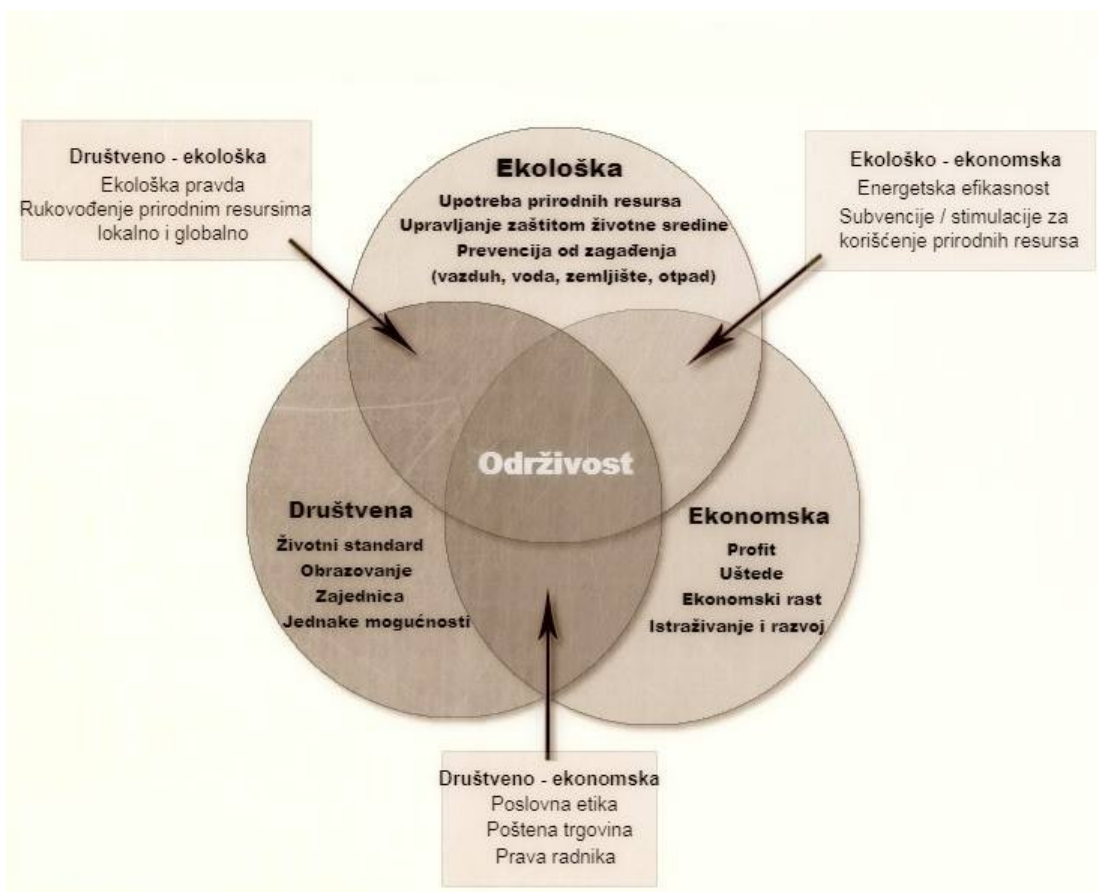 Društveno - ekološka
Ekološka pravda
Rukovođenje prirodnim resursima
lokalno i globalno
Ekološka
Upotreba prirodnih resursa
Upravljanje zaštitom životne sredine
Prevencija od zagađenja
(vazduh, voda, zemljište, otpad)
Ekološko - ekonomska
Energetska efikasnost
Subvencije / stimulacije za
korišćenje prirodnih resursa
Održivost
Društvena
Životni standard
Obrazovanje
Zajednica
Jednake mogućnosti
Ekonomska
Profit
Uštede
Ekonomski rast
Istraživanje i razvoj
Društveno - ekonomska
Poslovna etika
Poštena trgovina
Prava radnika